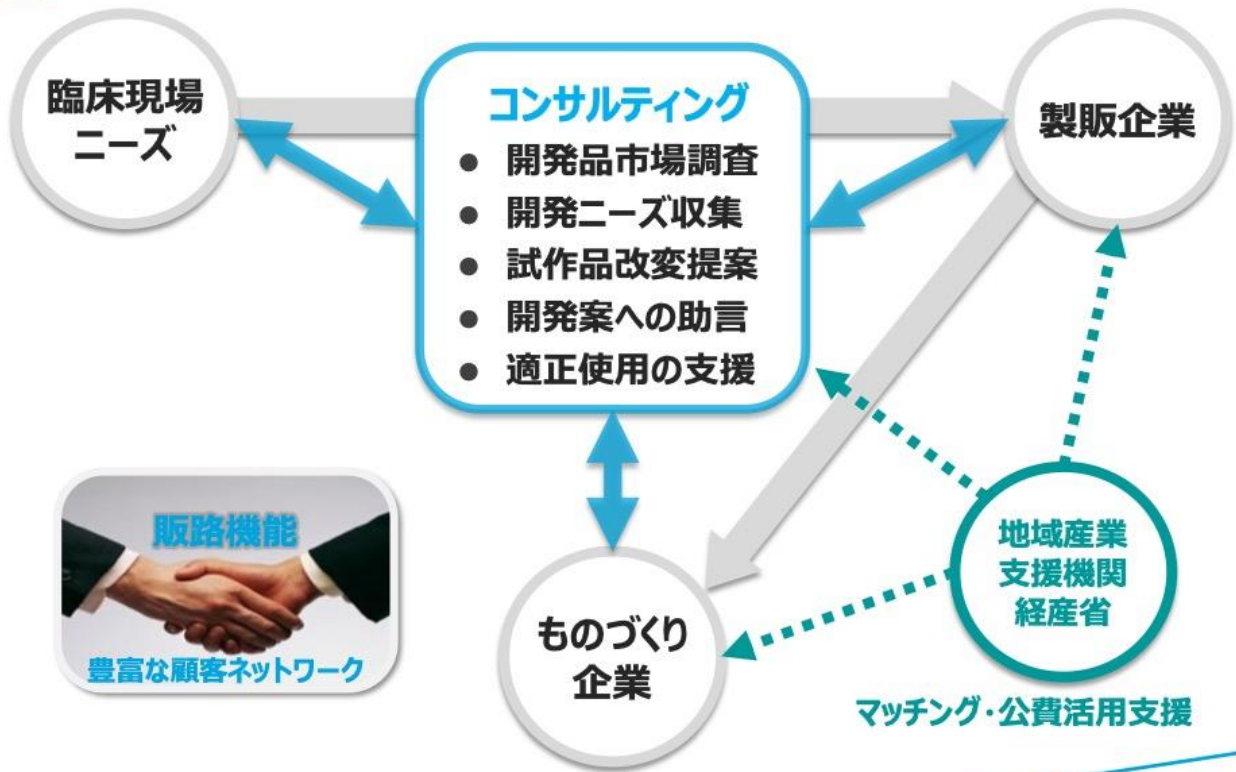 臨床現場
ニーズ
コンサルティング
● 開発品市場調査
● 開発ニーズ収集
● 試作品改変提案
● 開発案への助言
● 適正使用の支援
製販企業
販路機能
豊富な顧客ネットワーク
ものづくり
企業
地域産業
支援機関
経産省
マッチング・公費活用支援